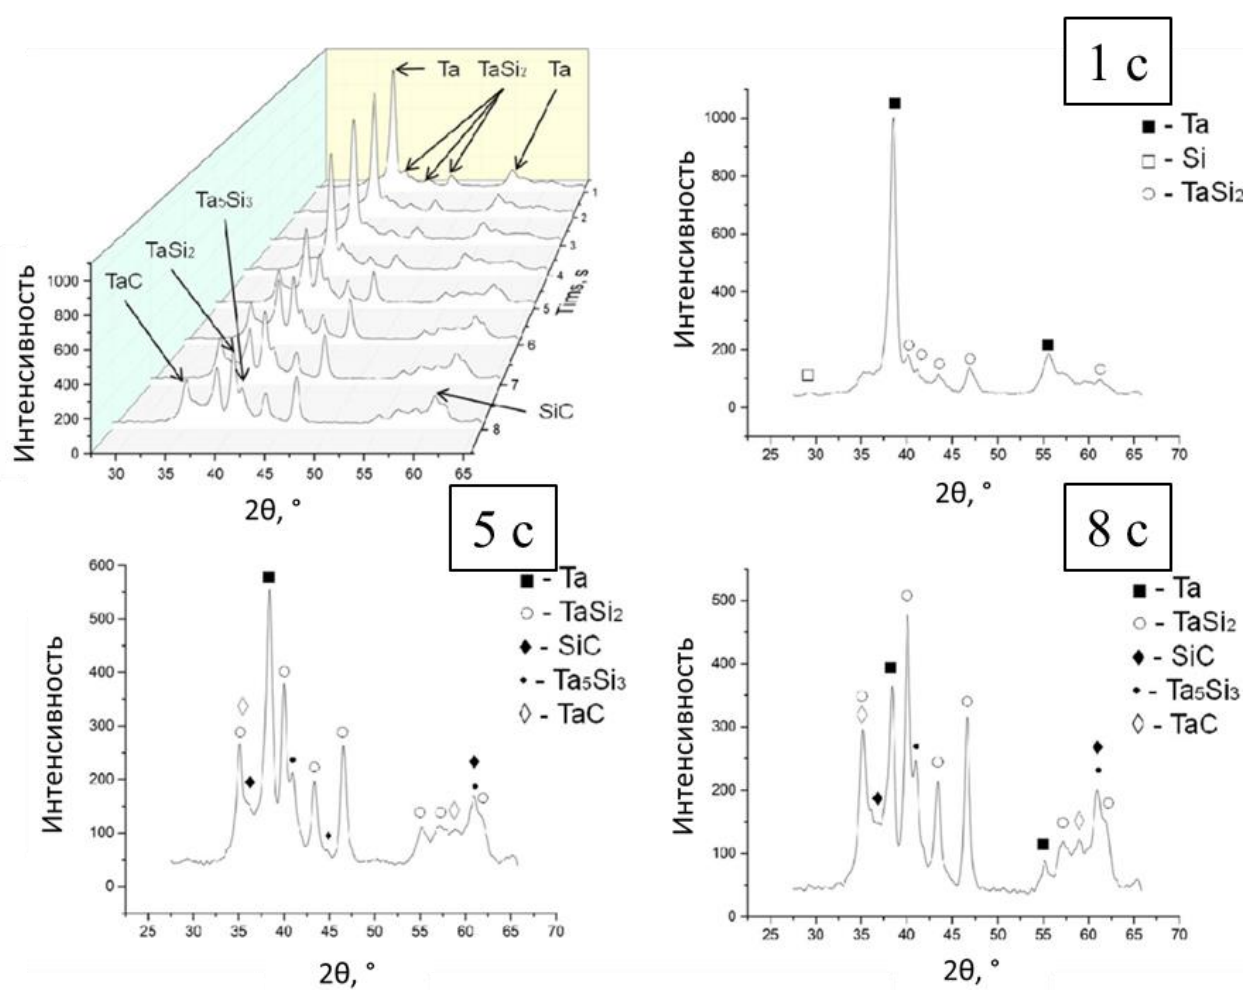 Ta TaSi2 Ta
Ta5Si3
TaSi2
TaC
SiC
Интенсивность
1000
800
600
400
200
0
30 35 40 45 50 55 60 65
2θ, °
1
2
3
4
5
6
7
8
Tims, s
1 с
Интенсивность
1000
800
600
400
200
0
25 30 35 40 45 50 55 60 65 70
2θ, °
■ - Ta
□ - Si
○ - TaSi2
5 с
Интенсивность
600
500
400
300
200
100
0
25 30 35 40 45 50 55 60 65 70
2θ, °
■ - Ta
○ - TaSi2
◆ - SiC
• - Ta5Si3
◇ - TaC
8 с
Интенсивность
500
400
300
200
100
0
25 30 35 40 45 50 55 60 65 70
2θ, °
■ - Ta
○ - TaSi2
◆ - SiC
• - Ta5Si3
◇ - TaC